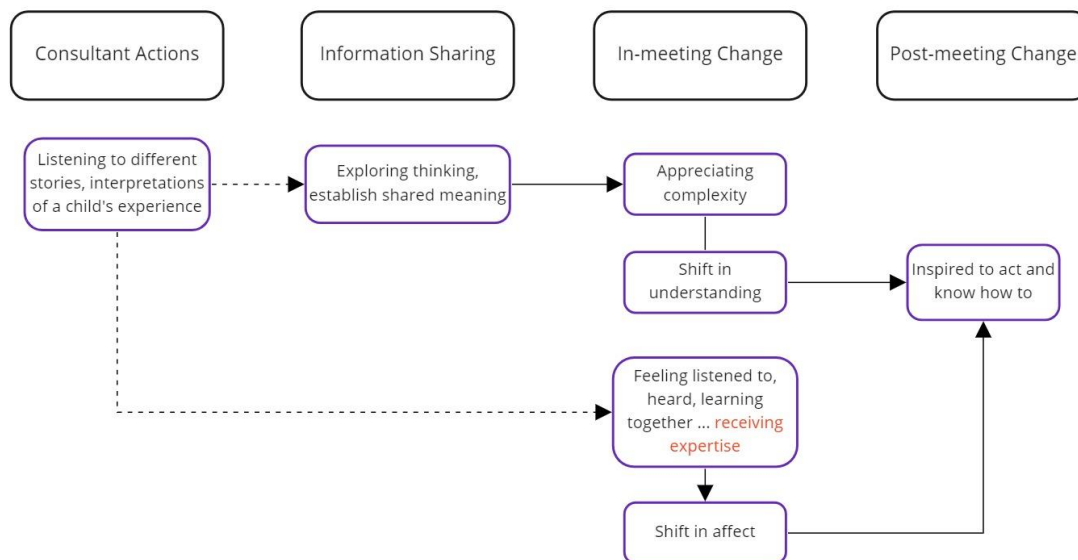 Consultant Actions
Information Sharing
In-meeting Change
Post-meeting Change
Listening to different
stories, interpretations
of a child's experience
Exploring thinking,
establish shared meaning
Appreciating
complexity
Shift in
understanding
Inspired to act and
know how to
Feeling listened to,
heard, learning
together ... receiving
expertise
Shift in affect